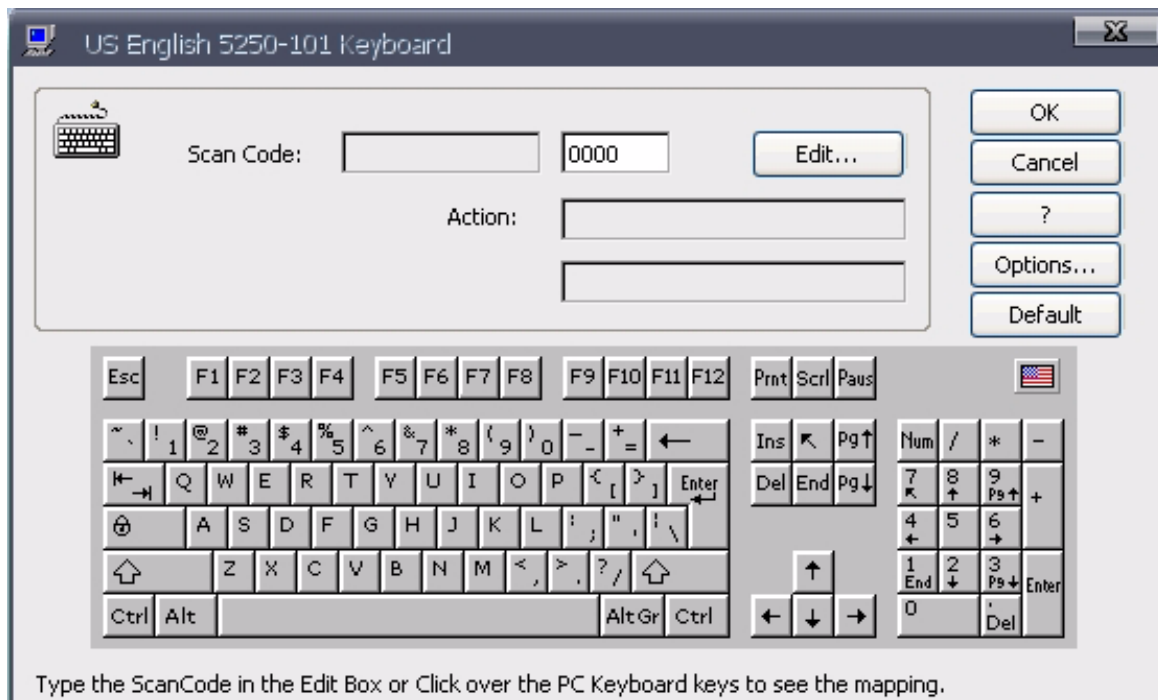 US English 5250-101 Keyboard
OK
Scan Code: 0000 Edit...
Cancel
Action:
?
Options...
Default
Esc F1 F2 F3 F4 F5 F6 F7 F8 F9 F10 F11 F12 Prnt Scrl Paus
~ ` ! 1 @ 2 # 3 $ 4 % 5 ^ 6 & 7 * 8 ( 9 ) 0 _ - + = ← Ins ↖ Pg↑ Num / * -
Q W E R T Y U I O P { [ } ] Enter Del End Pg↓ 7 ↖ 8 ↑ 9 Pg↑ +
A S D F G H J K L : ; " ' ¦ \ 4 ← 5 6 →
Z X C V B N M < , > . ? / ↑ 1 End 2 ↓ 3 Pg↓ Enter
Ctrl Alt AltGr Ctrl ← ↓ → 0 . Del
Type the ScanCode in the Edit Box or Click over the PC Keyboard keys to see the mapping.